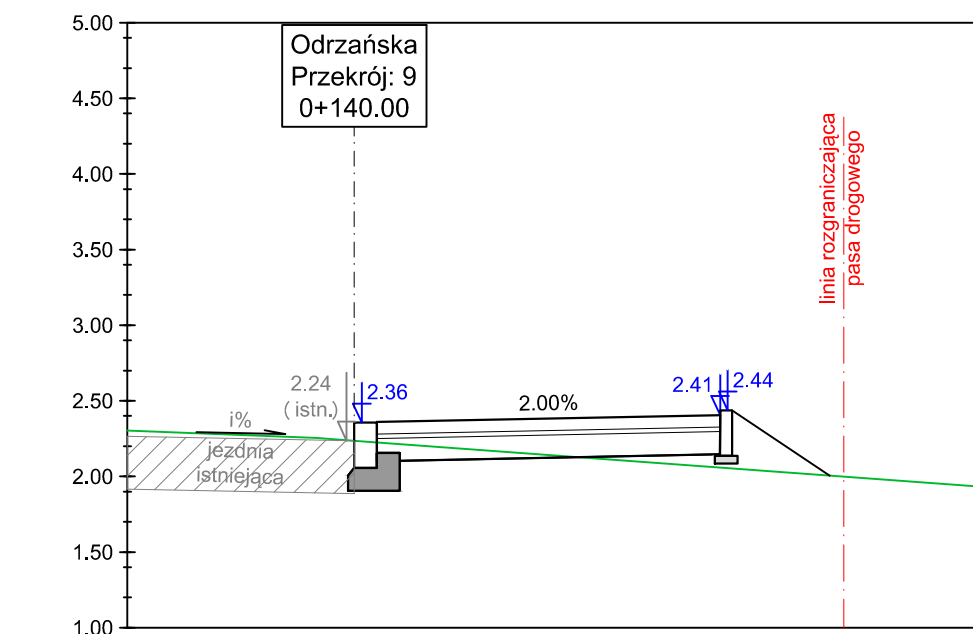 5.00
4.50
4.00
3.50
3.00
2.50
2.00
1.50
1.00
Odrzańska
Przekrój: 9
0+140.00
linia rozgraniczająca
pasa drogowego
2.24
( istn.)
2.36
2.00%
2.41
2.44
i%
jezdnia
istniejąca